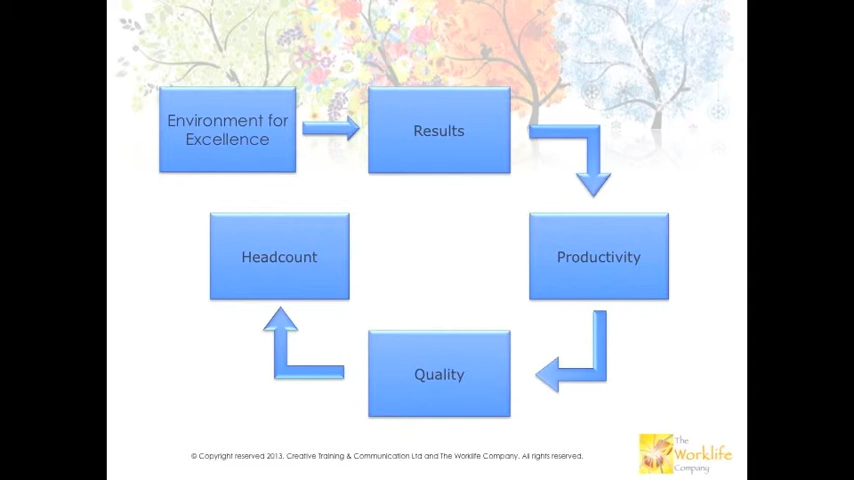 Environment for
Excellence
Results
Productivity
Quality
Headcount
© Copyright reserved 2013. Creative Training & Communication Ltd and The Worklife Company. All rights reserved.
The
Worklife
Company